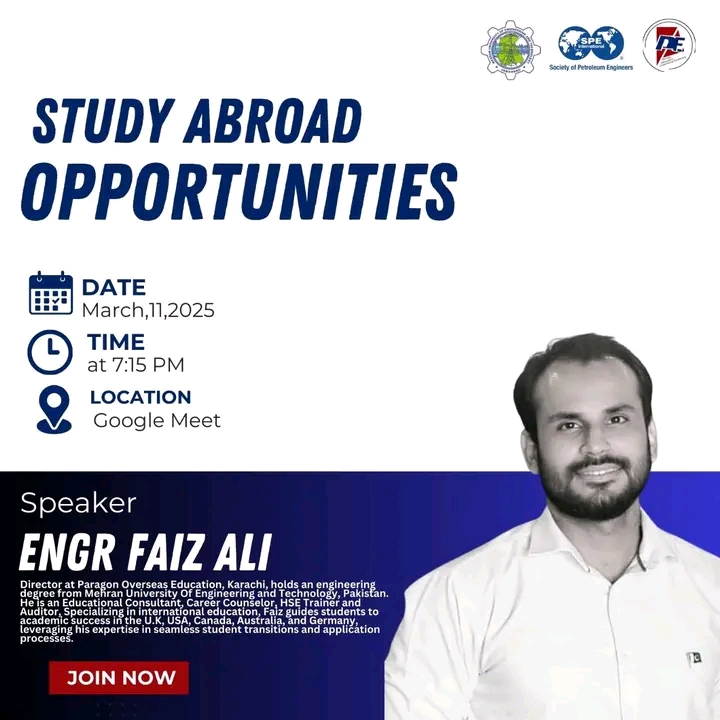 SPE
International
Society of Petroleum Engineers
STUDY ABROAD
OPPORTUNITIES
DATE
March,11,2025
TIME
at 7:15 PM
LOCATION
Google Meet
Speaker
ENGR FAIZ ALI
Director at Paragon Overseas Education, Karachi, holds an engineering
degree from Mehran University Of Engineering and Technology, Pakistan.
He is an Educational Consultant, Career Counselor, HSE Trainer and
Auditor, Specializing in international education, Faiz guides students to
academic success in the U.K, USA, Canada, Australia, and Germany,
leveraging his expertise in seamless student transitions and application
processes.
JOIN NOW